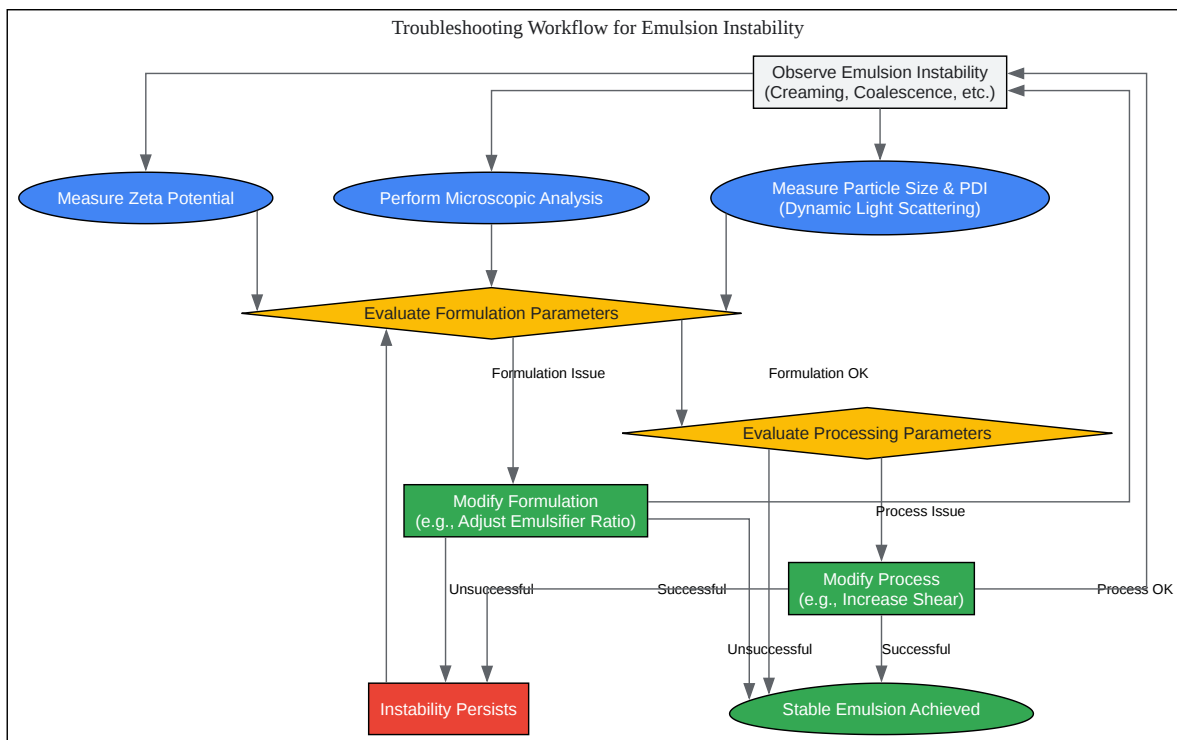 Troubleshooting Workflow for Emulsion Instability
Observe Emulsion Instability
(Creaming, Coalescence, etc.)
Measure Zeta Potential
Perform Microscopic Analysis
Measure Particle Size & PDI
(Dynamic Light Scattering)
Evaluate Formulation Parameters
Formulation Issue
Formulation OK
Evaluate Processing Parameters
Modify Formulation
(e.g., Adjust Emulsifier Ratio)
Process Issue
Modify Process
(e.g., Increase Shear)
Unsuccessful
Successful
Process OK
Unsuccessful
Successful
Instability Persists
Stable Emulsion Achieved